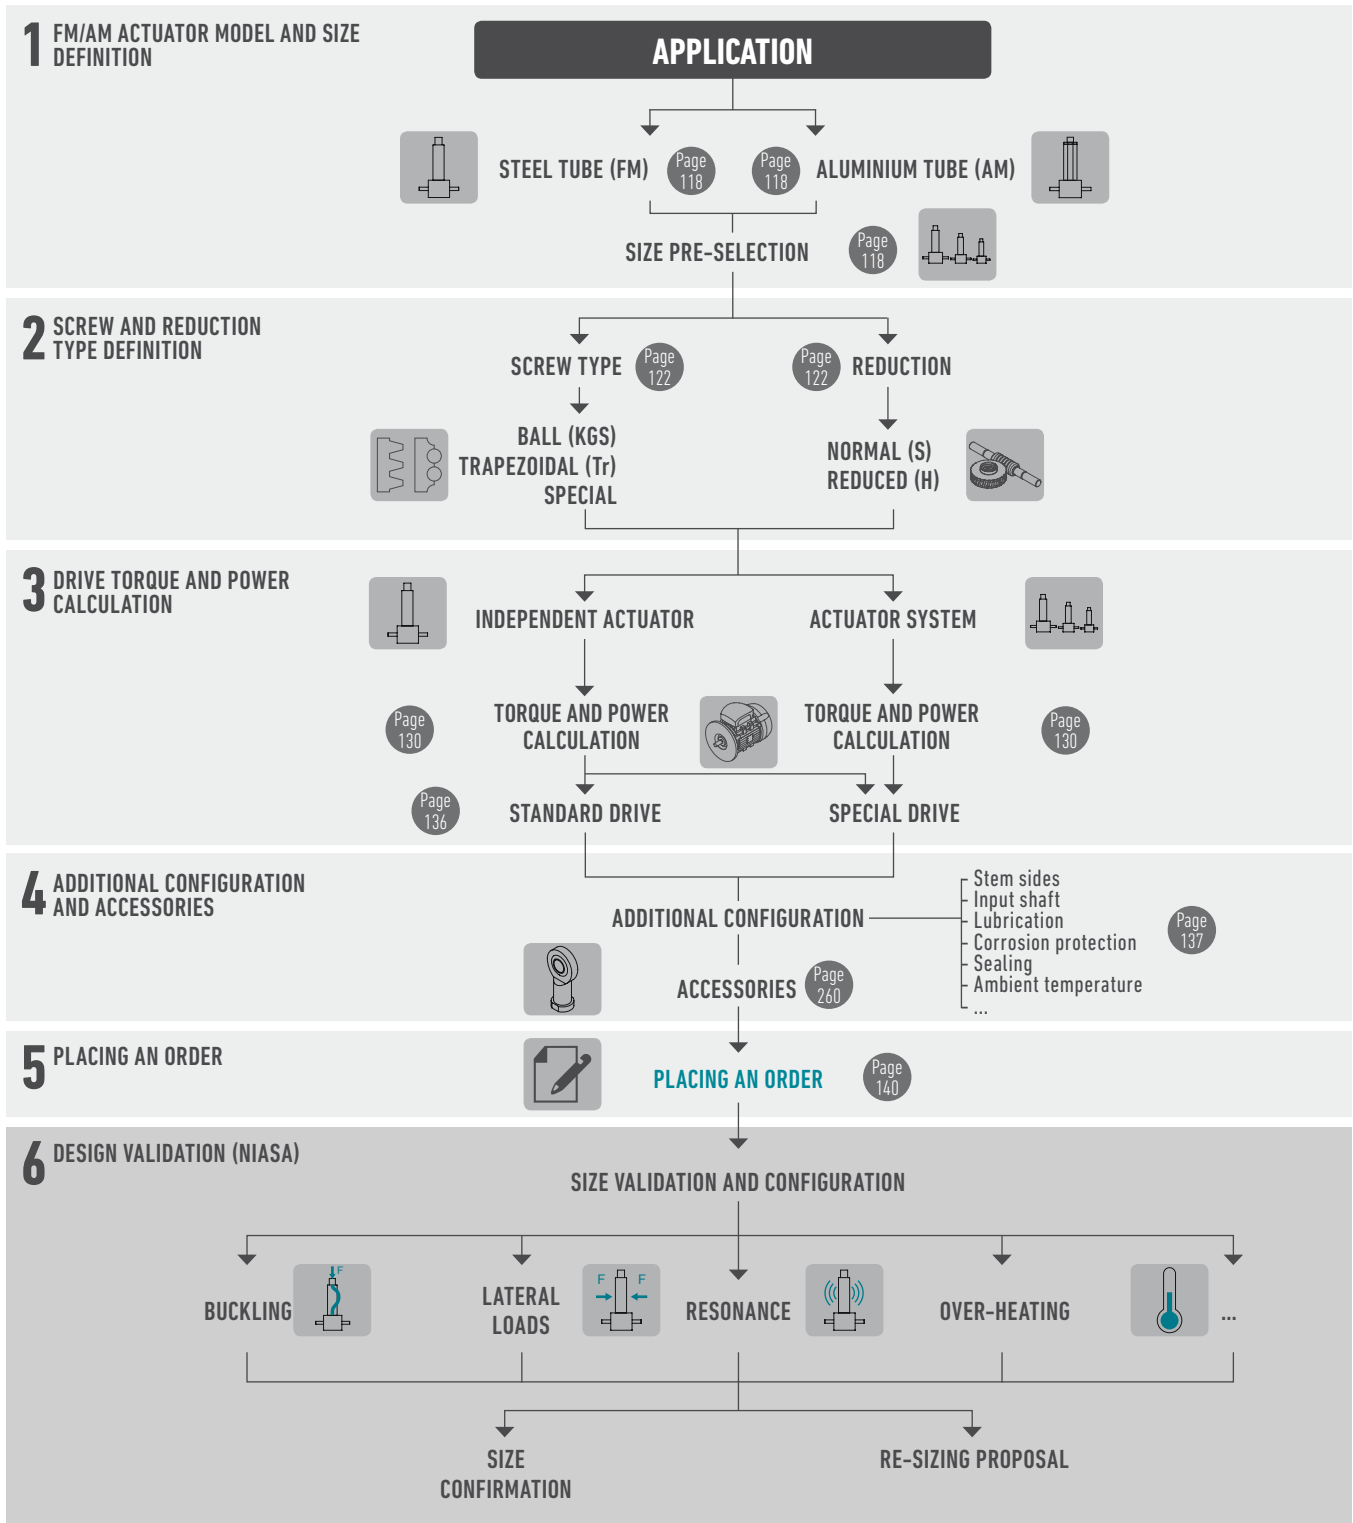 1 FM/AM ACTUATOR MODEL AND SIZE
DEFINITION
APPLICATION
STEEL TUBE (FM)
Page
118
Page
118
ALUMINIUM TUBE (AM)
SIZE PRE-SELECTION
Page
118
2 SCREW AND REDUCTION
TYPE DEFINITION
SCREW TYPE
Page
122
Page
122
REDUCTION
BALL (KGS)
TRAPEZOIDAL (Tr)
SPECIAL
NORMAL (S)
REDUCED (H)
3 DRIVE TORQUE AND POWER
CALCULATION
INDEPENDENT ACTUATOR
ACTUATOR SYSTEM
Page
130
TORQUE AND POWER
CALCULATION
TORQUE AND POWER
CALCULATION
Page
130
Page
136
STANDARD DRIVE
SPECIAL DRIVE
4 ADDITIONAL CONFIGURATION
AND ACCESSORIES
ADDITIONAL CONFIGURATION
- Stem sides
- Input shaft
- Lubrication
- Corrosion protection
- Sealing
- Ambient temperature
- ...
Page
137
ACCESSORIES
Page
260
5 PLACING AN ORDER
PLACING AN ORDER
Page
140
6 DESIGN VALIDATION (NIASA)
SIZE VALIDATION AND CONFIGURATION
BUCKLING
F
LATERAL
LOADS
F F
RESONANCE
OVER-HEATING
...
SIZE
CONFIRMATION
RE-SIZING PROPOSAL